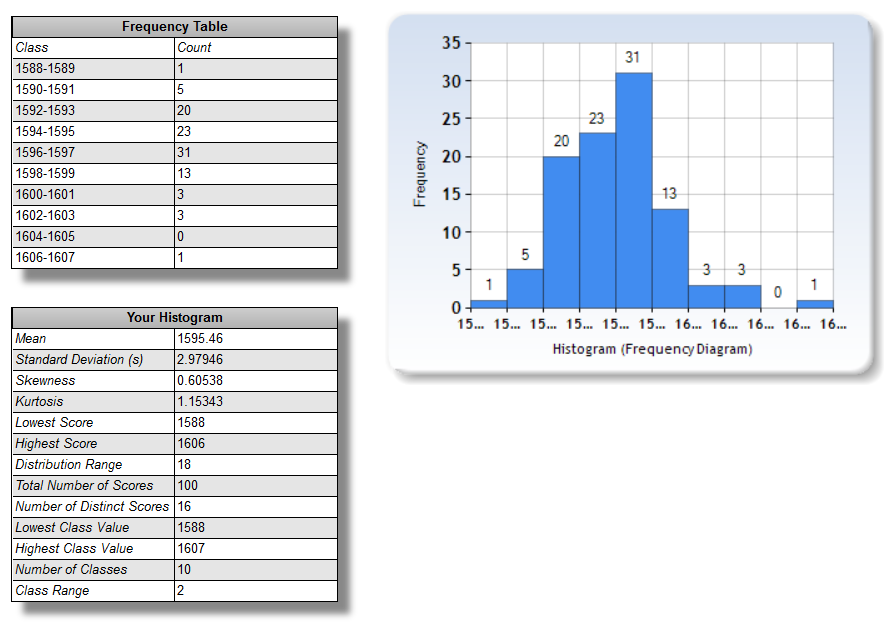 Frequency Table
Class Count
1588-1589 1
1590-1591 5
1592-1593 20
1594-1595 23
1596-1597 31
1598-1599 13
1600-1601 3
1602-1603 3
1604-1605 0
1606-1607 1
Your Histogram
Mean 1595.46
Standard Deviation (s) 2.97946
Skewness 0.60538
Kurtosis 1.15343
Lowest Score 1588
Highest Score 1606
Distribution Range 18
Total Number of Scores 100
Number of Distinct Scores 16
Lowest Class Value 1588
Highest Class Value 1607
Number of Classes 10
Class Range 2
Frequency
35
30
25
20
15
10
5
0
1 5 20 23 31 13 3 3 0 1
15... 15... 15... 15... 15... 15... 16... 16... 16... 16... 16...
Histogram (Frequency Diagram)